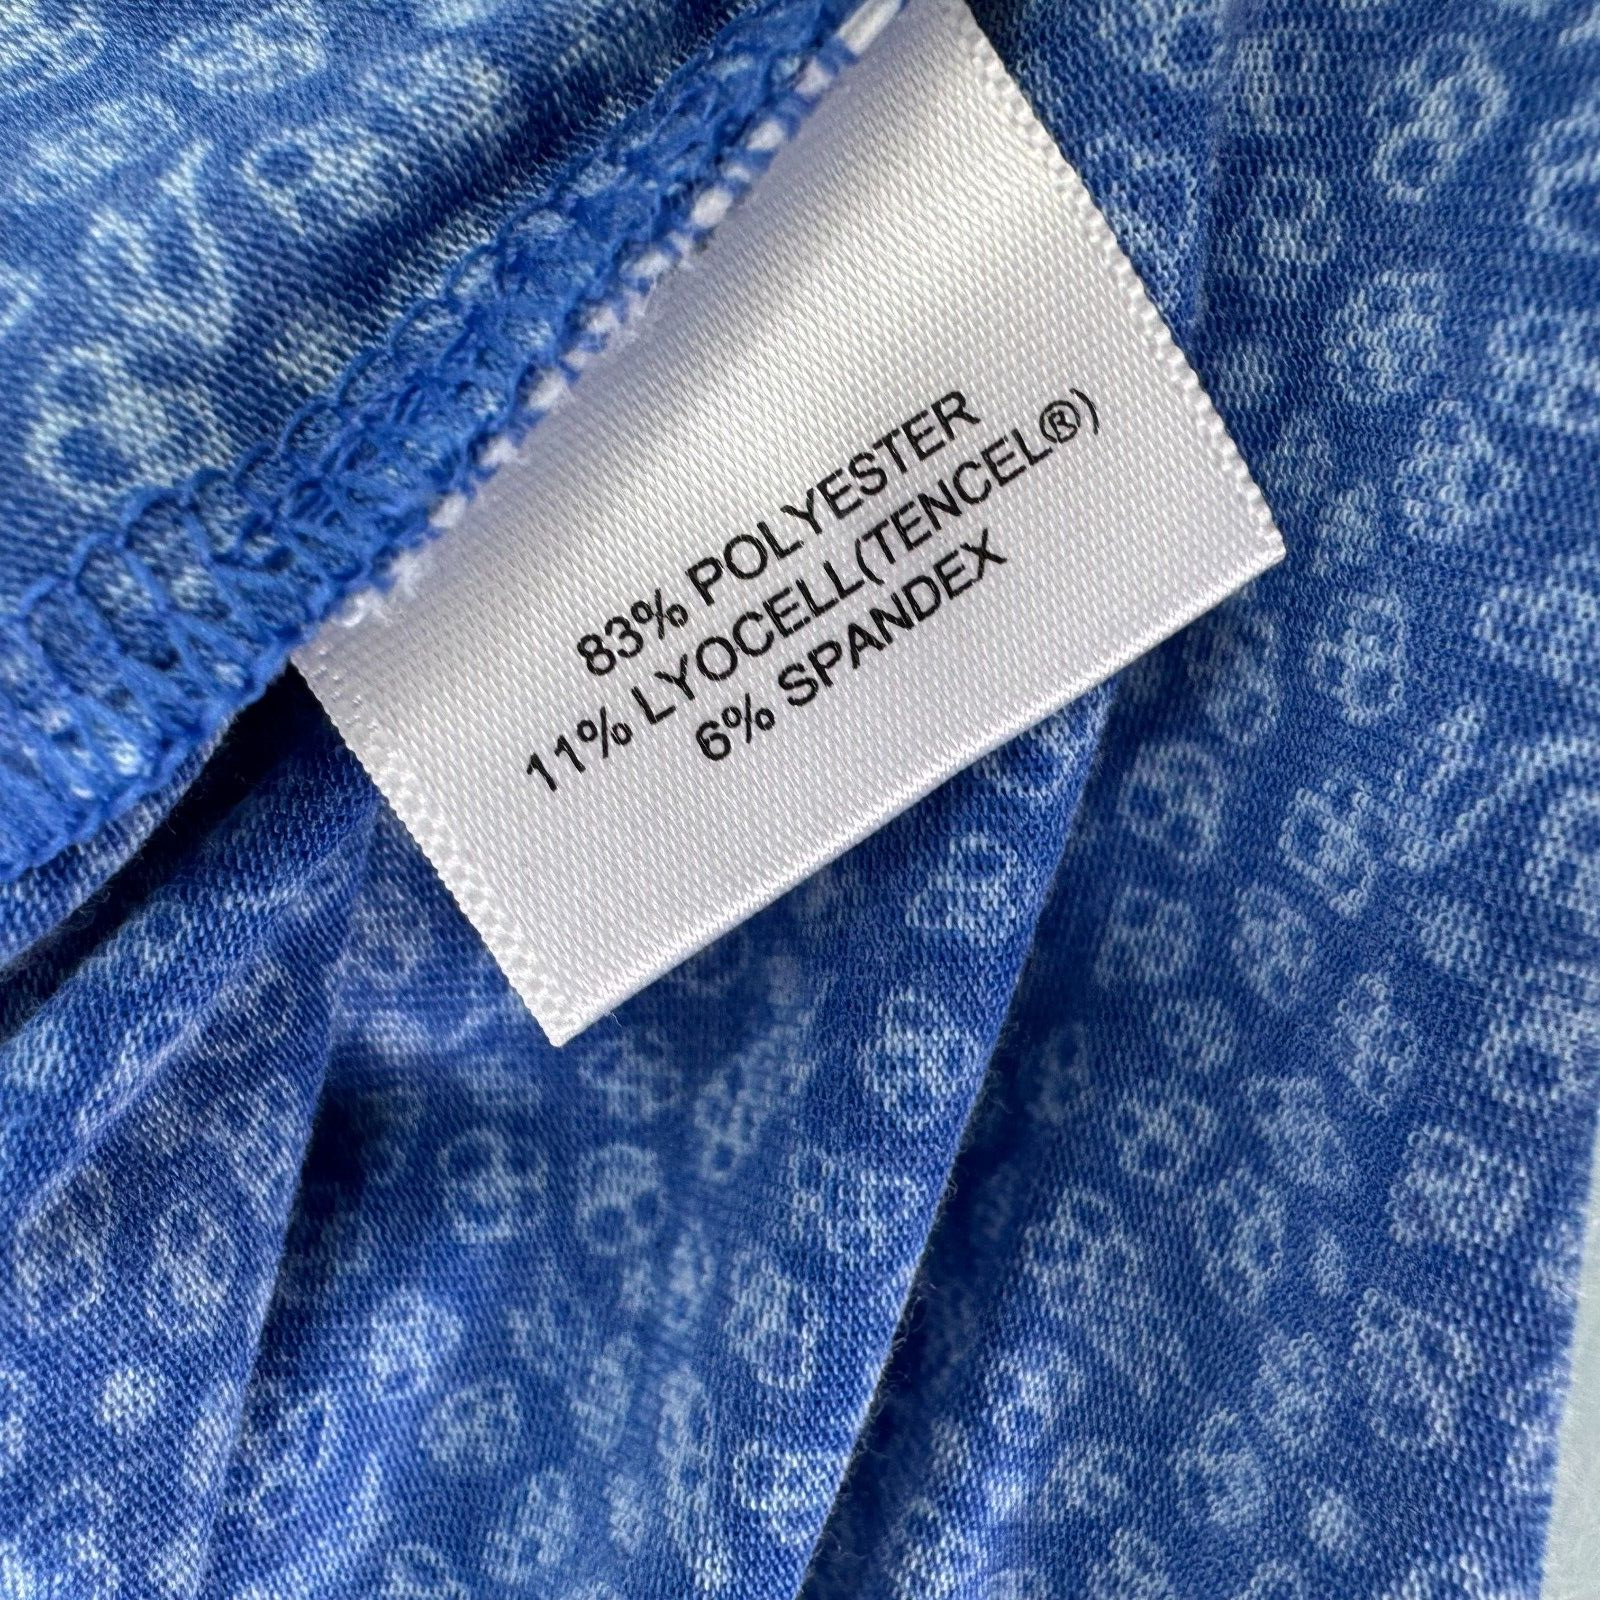 83% POLYESTER
11% LYOCELL(TENCEL®)
6% SPANDEX